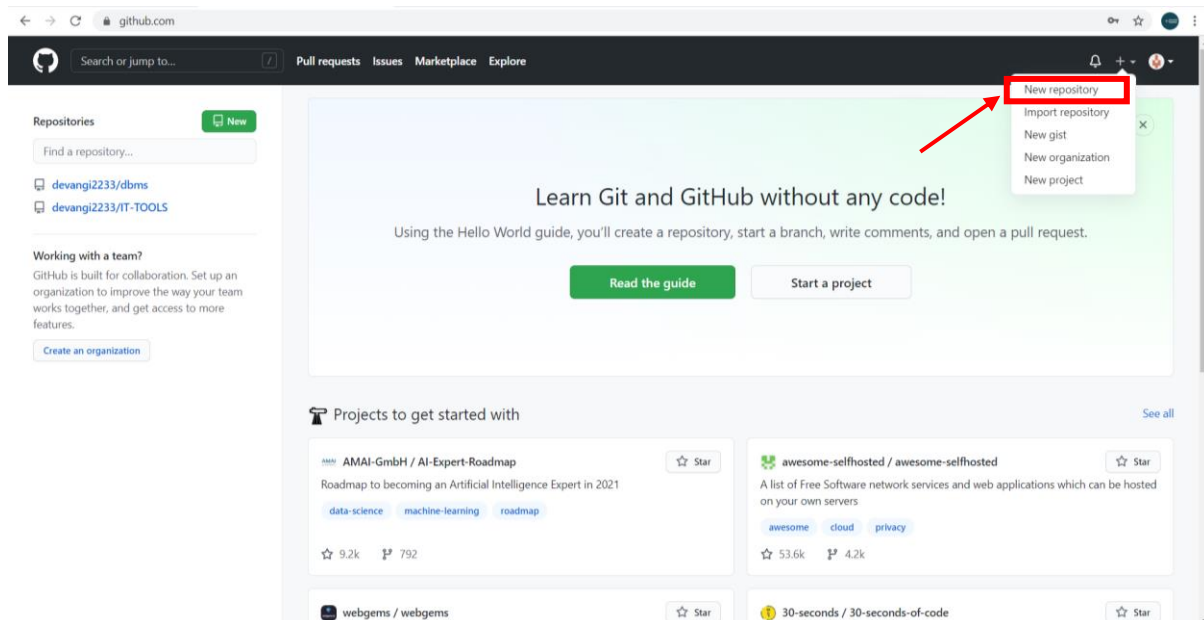 github.com
Search or jump to... /
Pull requests Issues Marketplace Explore
New repository
Import repository
New gist
New organization
New project
Repositories
New
Find a repository...
devangi2233/dbms
devangi2233/IT-TOOLS
Working with a team?
GitHub is built for collaboration. Set up an
organization to improve the way your team
works together, and get access to more
features.
Create an organization
Learn Git and GitHub without any code!
Using the Hello World guide, you'll create a repository, start a branch, write comments, and open a pull request.
Read the guide
Start a project
Projects to get started with
See all
AMAI-GmbH / AI-Expert-Roadmap
Star
Roadmap to becoming an Artificial Intelligence Expert in 2021
data-science machine-learning roadmap
9.2k 792
awesome-selfhosted / awesome-selfhosted
Star
A list of Free Software network services and web applications which can be hosted
on your own servers
awesome cloud privacy
53.6k 4.2k
webgems / webgems
Star
30-seconds / 30-seconds-of-code
Star